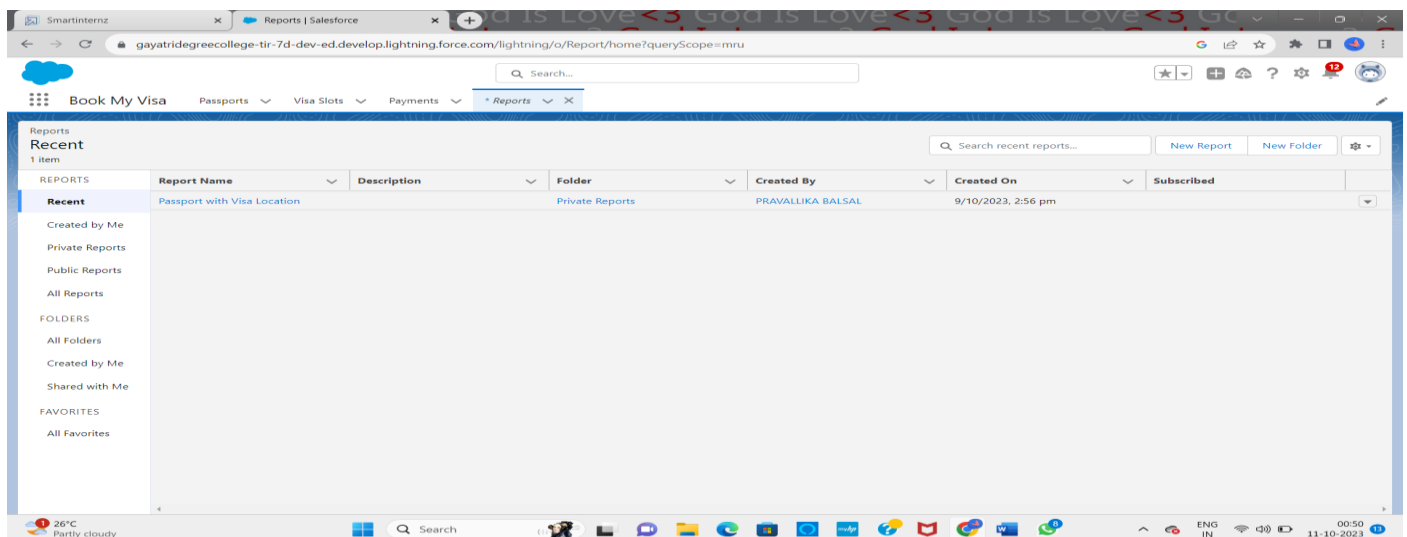 Smartinternz
Reports | Salesforce
God Is Love<3 God Is Love<3 God Is Love<3 Gc
gayatridegreecollege-tir-7d-dev-ed.develop.lightning.force.com/lightning/o/Report/home?queryScope=mru
Search...
12
Book My Visa Passports Visa Slots Payments * Reports
Reports
Recent
1 item
Search recent reports...
New Report New Folder
REPORTS
Recent
Created by Me
Private Reports
Public Reports
All Reports
FOLDERS
All Folders
Created by Me
Shared with Me
FAVORITES
All Favorites
Report Name Description Folder Created By Created On Subscribed
Passport with Visa Location Private Reports PRAVALLIKA BALSAL 9/10/2023, 2:56 pm
1
26°C
Partly cloudy
Search
myhp
8
ENG
IN
00:50
11-10-2023
13